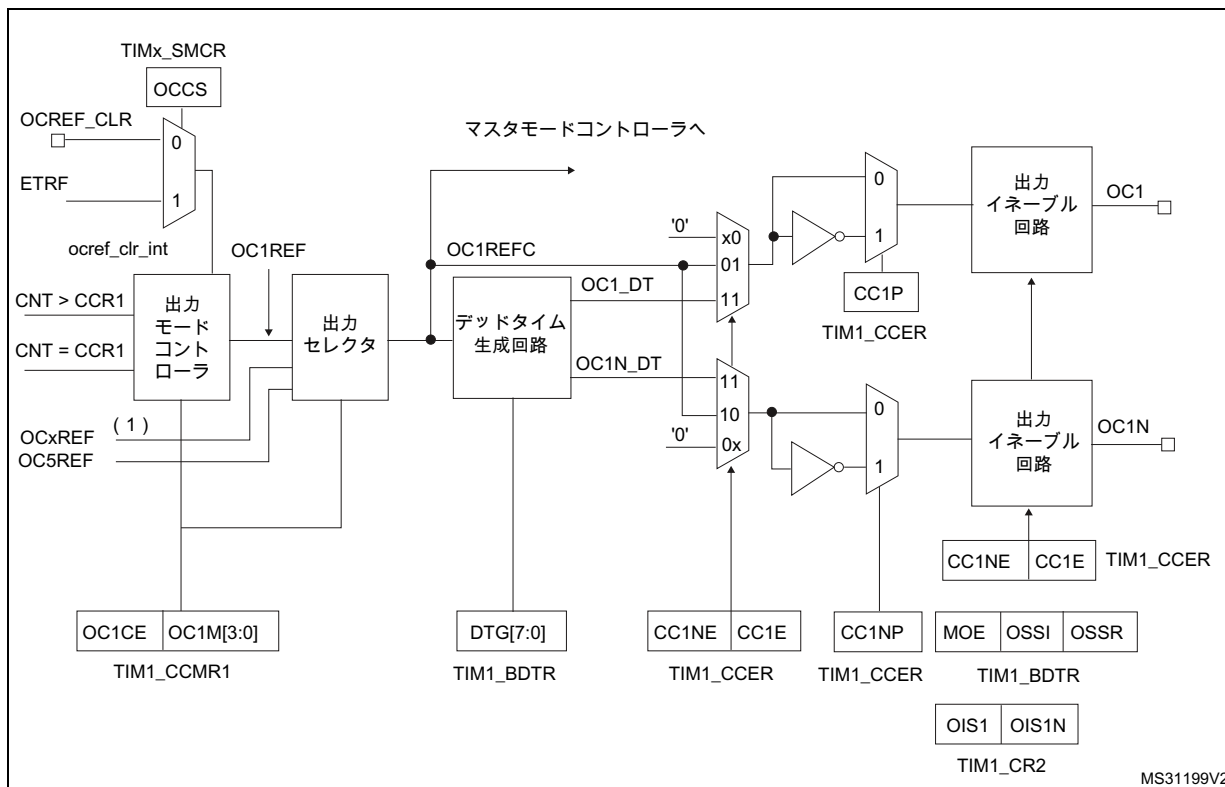 TIMx_SMCR
OCCS
OCREF_CLR
0
ETRF
1
ocref_clr_int
マスタモードコントローラへ
OC1REF
OC1REFC
CNT > CCR1
CNT = CCR1
出力
モード
コント
ローラ
出力
セレクタ
デッドタイム
生成回路
OC1_DT
OC1N_DT
OCxREF
( 1 )
OC5REF
'0'
x0
01
11
11
10
'0'
0x
0
1
CC1P
TIM1_CCER
0
1
出力
イネーブル
回路
OC1
出力
イネーブル
回路
OC1N
CC1NE
CC1E
TIM1_CCER
OC1CE
OC1M[3:0]
TIM1_CCMR1
DTG[7:0]
TIM1_BDTR
CC1NE
CC1E
TIM1_CCER
CC1NP
TIM1_CCER
MOE
OSSI
OSSR
TIM1_BDTR
OIS1
OIS1N
TIM1_CR2
MS31199V2